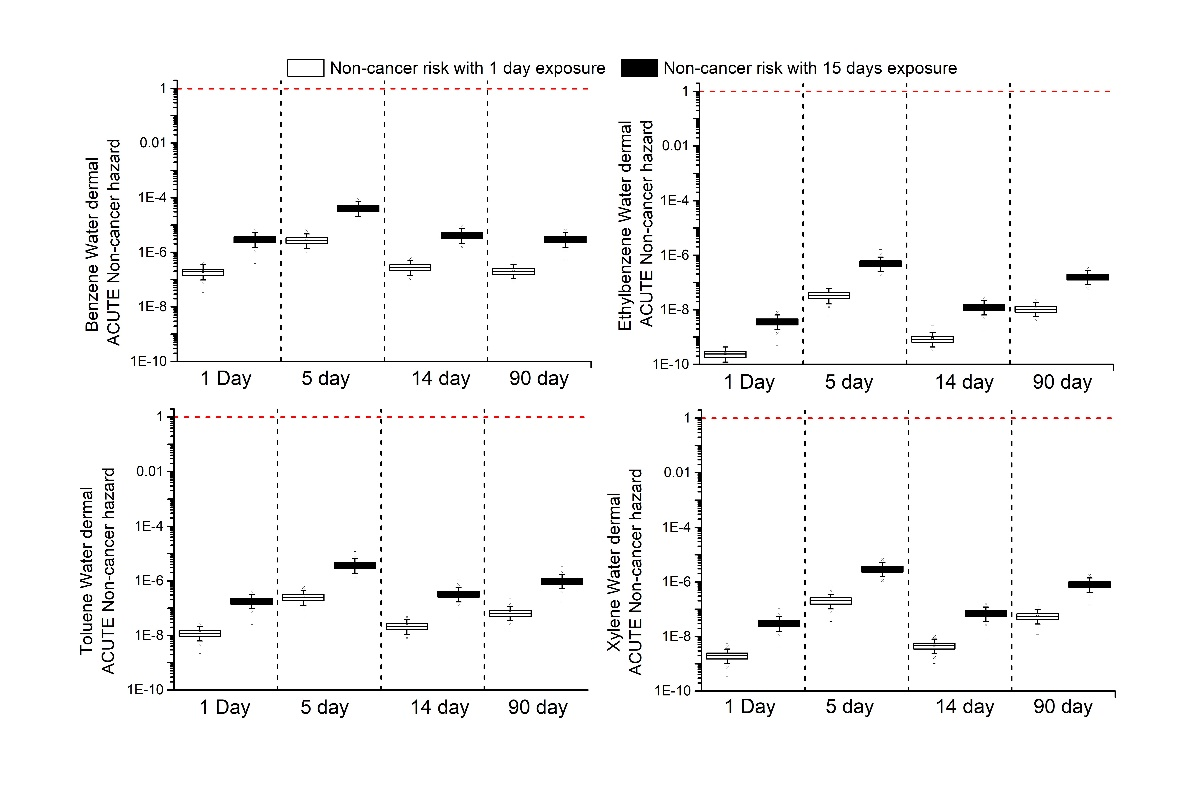 Non-cancer risk with 1 day exposure
Non-cancer risk with 15 days exposure
Benzene Water dermal
ACUTE Non-cancer hazard
1
0.01
1E-4
1E-6
1E-8
1E-10
1 Day
5 day
14 day
90 day
Ethylbenzene Water dermal
ACUTE Non-cancer hazard
1
0.01
1E-4
1E-6
1E-8
1E-10
1 Day
5 day
14 day
90 day
Toluene Water dermal
ACUTE Non-cancer hazard
1
0.01
1E-4
1E-6
1E-8
1E-10
1 Day
5 day
14 day
90 day
Xylene Water dermal
ACUTE Non-cancer hazard
1
0.01
1E-4
1E-6
1E-8
1E-10
1 Day
5 day
14 day
90 day